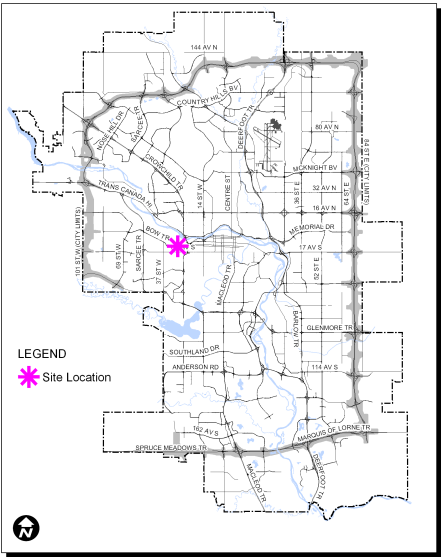 144 AV N
COUNTRY HILLS BV
DEERFOOT TR
NOSE HILL DR
SARCEE TR
80 AV N
CROWCHILD TR
MCKNIGHT BV
84 ST E (CITY LIMITS)
TRANS CANADA HI
14 ST W
CENTRE ST
36 ST E
32 AV N
64 ST E
16 AV N
BOW TR
S
MEMORIAL DR
17 AV S
101 ST W (CITY LIMITS)
69 ST W
SARCEE TR
37 ST W
MACLEOD TR
52 ST E
BARLOW TR
GLENMORE TR
LEGEND
Site Location
SOUTHLAND DR
ANDERSON RD
114 AV S
162 AV S
MARQUIS OF LORNE TR
SPRUCE MEADOWS TR
MACLEOD TR
DEERFOOT TR
N